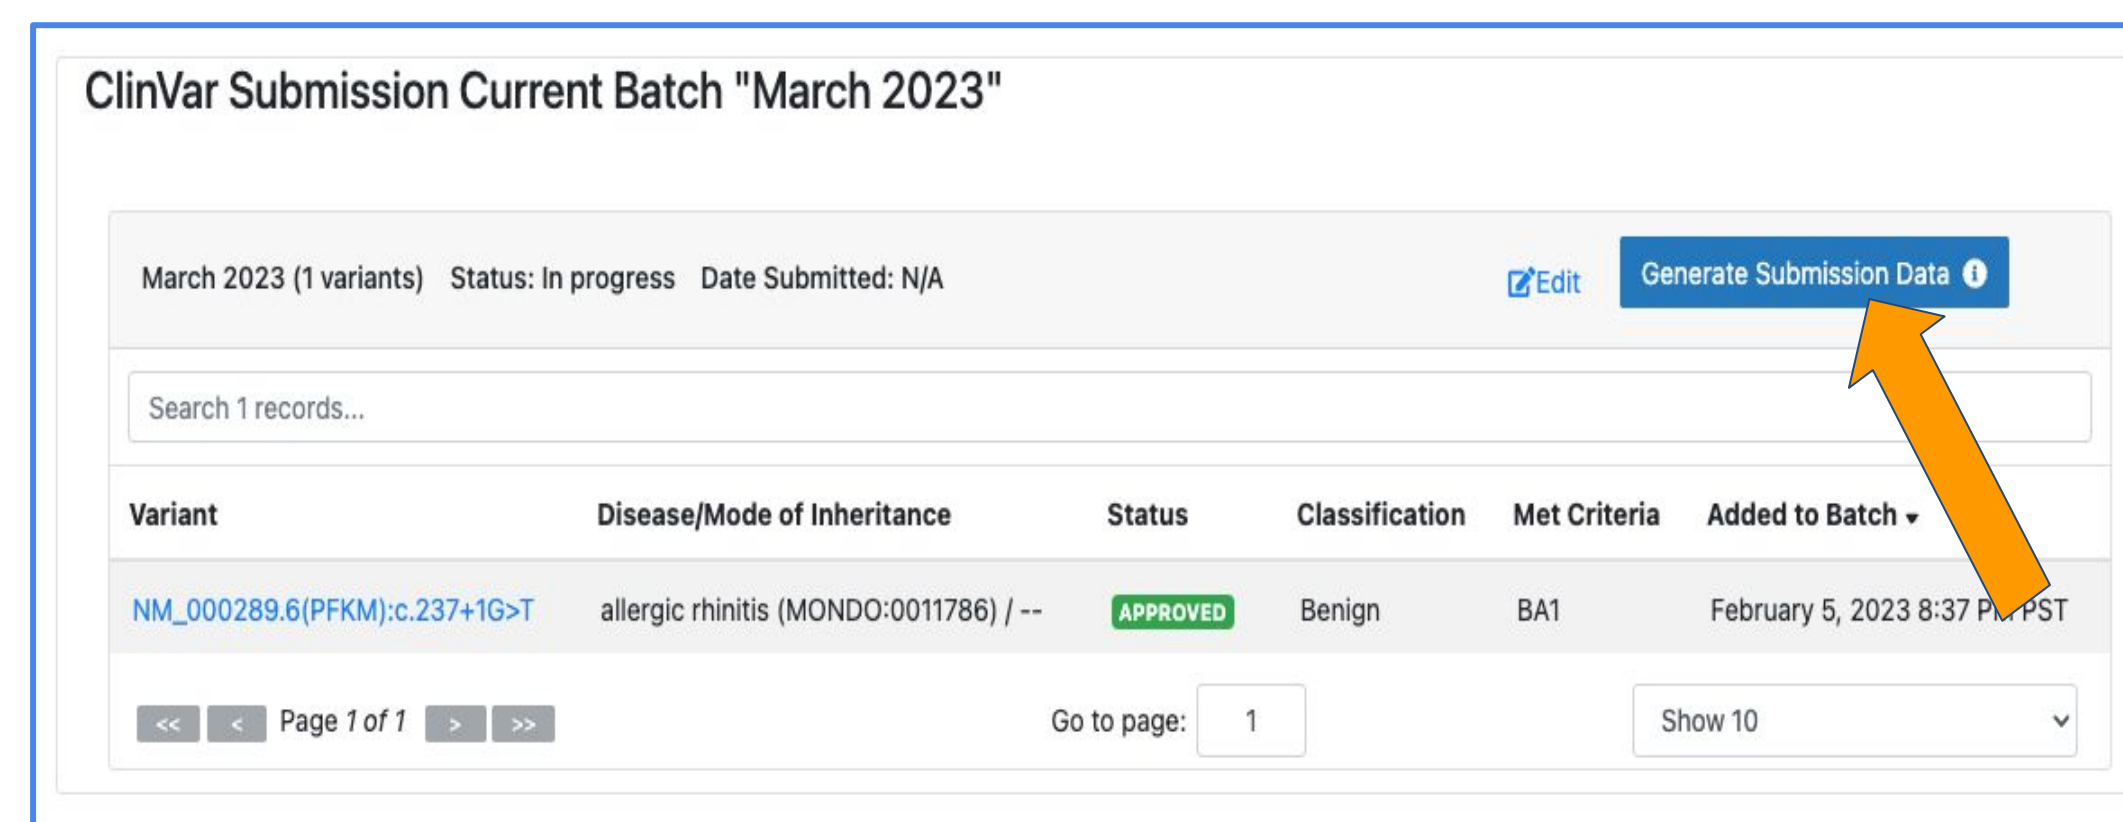 ClinVar Submission Current Batch "March 2023"
March 2023 (1 variants) Status: In progress Date Submitted: N/A Edit Generate Submission Data
Search 1 records...
Variant Disease/Mode of Inheritance Status Classification Met Criteria Added to Batch
NM_000289.6(PFKM):c.237+1G>T allergic rhinitis (MONDO:0011786) / -- APPROVED Benign BA1 February 5, 2023 8:37 PM PST
<< < Page 1 of 1 > >> Go to page: 1 Show 10